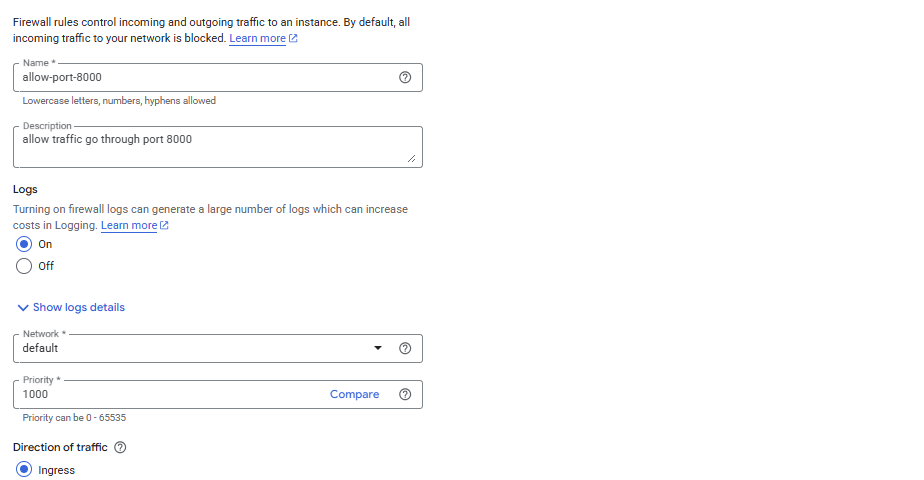 Firewall rules control incoming and outgoing traffic to an instance. By default, all
incoming traffic to your network is blocked. Learn more
Name *
allow-port-8000
Lowercase letters, numbers, hyphens allowed
Description
allow traffic go through port 8000
Logs
Turning on firewall logs can generate a large number of logs which can increase
costs in Logging. Learn more
On
Off
Show logs details
Network *
default
Priority *
1000 Compare
Priority can be 0 - 65535
Direction of traffic
Ingress